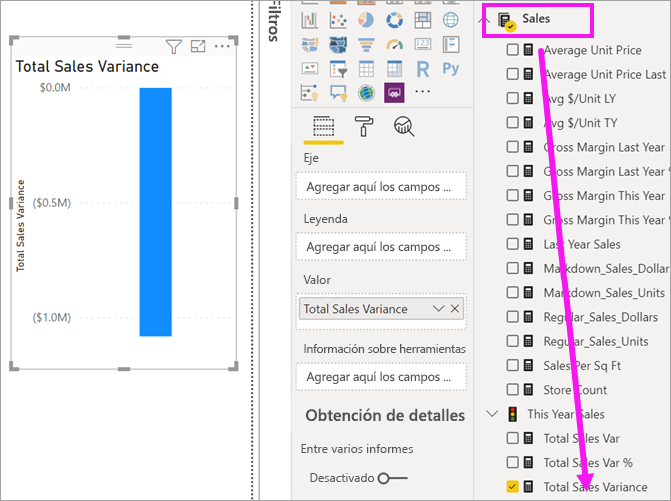 Total Sales Variance
$0.0M
($0.5M)
($1.0M)
Total Sales Variance
Filtros
123
R
Py
Eje
Agregar aquí los campos ...
Leyenda
Agregar aquí los campos ...
Valor
Total Sales Variance
Información sobre herramientas
Agregar aquí los campos ...
Obtención de detalles
Entre varios informes
Desactivado
Sales
Average Unit Price
Average Unit Price Last
Avg $/Unit LY
Avg $/Unit TY
Gross Margin Last Year
Gross Margin Last Year %
Gross Margin This Year
Gross Margin This Year %
Last Year Sales
Markdown_Sales_Dollar
Markdown_Sales_Units
Regular_Sales_Dollars
Regular_Sales_Units
Sales Per Sq Ft
Store Count
This Year Sales
Total Sales Var
Total Sales Var %
Total Sales Variance